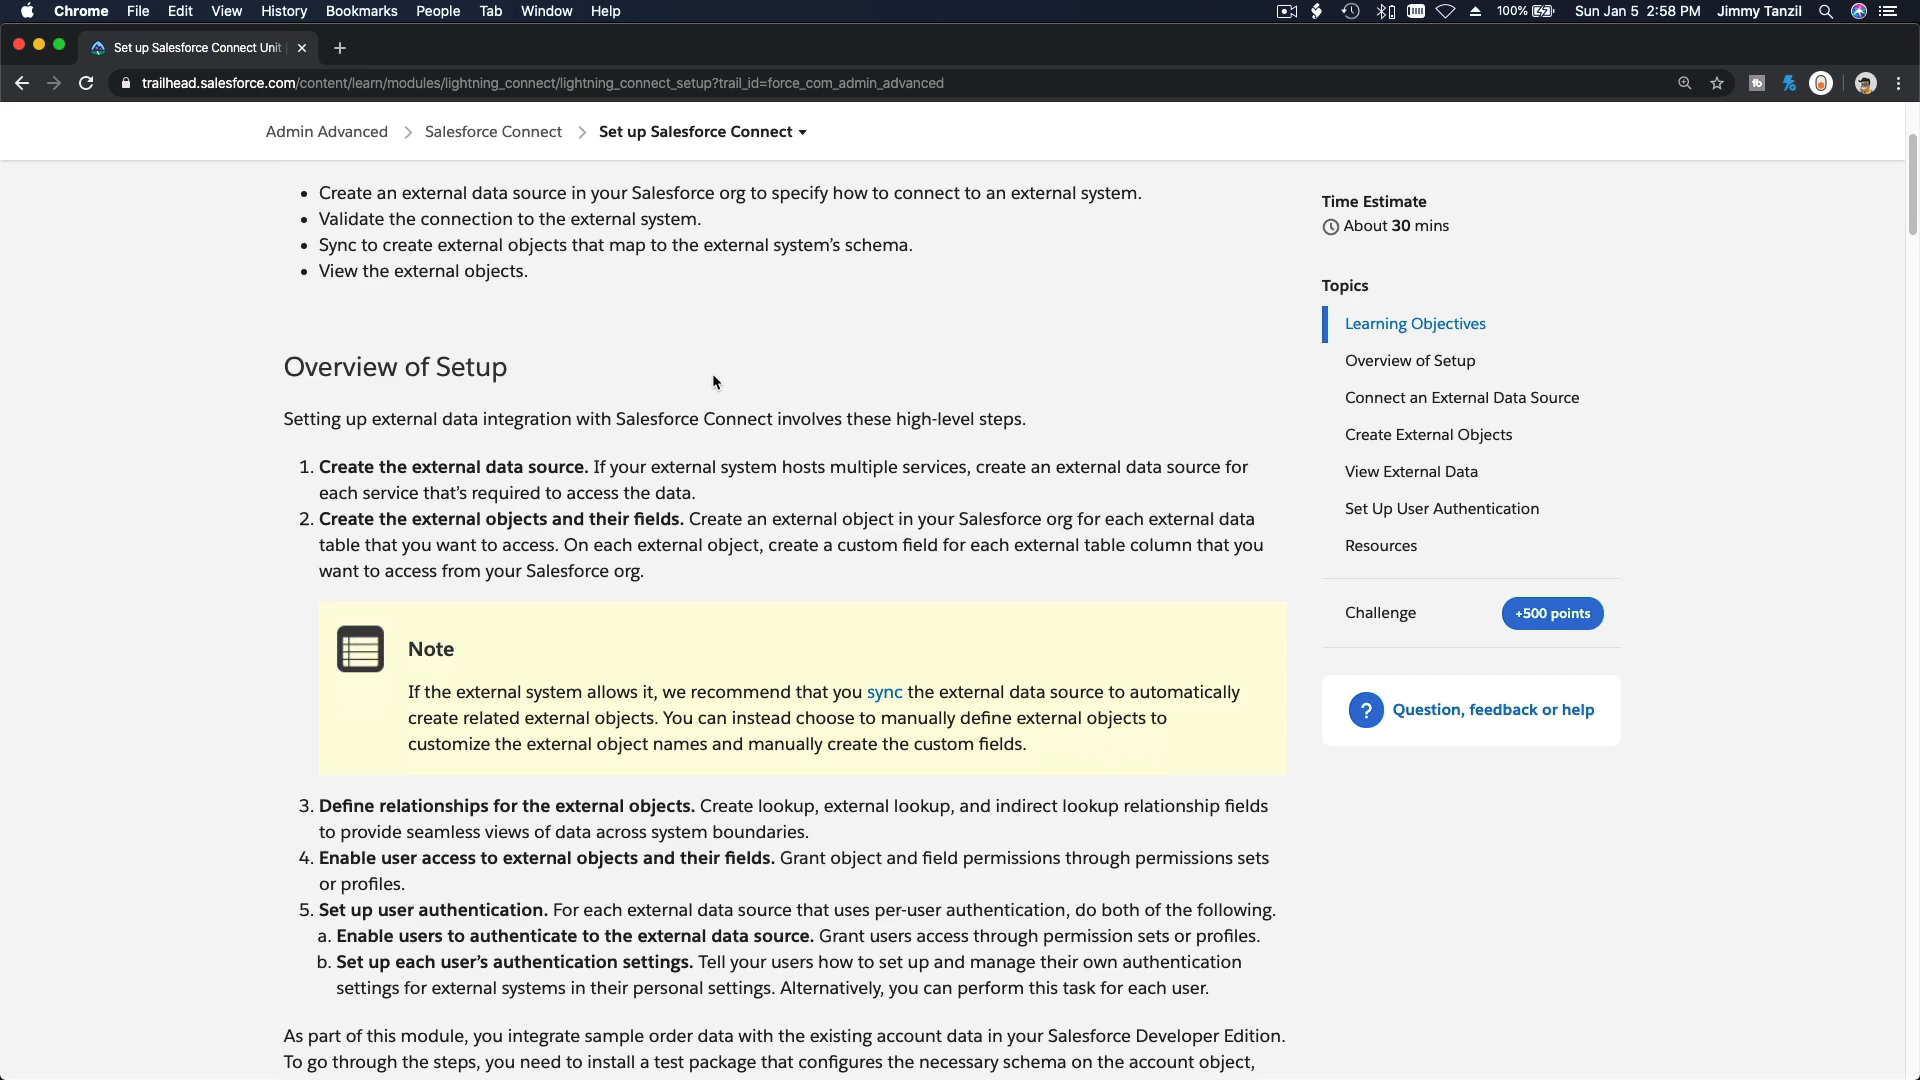 Chrome File Edit View History Bookmarks People Tab Window Help 100% Sun Jan 5 2:58 PM Jimmy Tanzil
Set up Salesforce Connect Unit
trailhead.salesforce.com/content/learn/modules/lightning_connect/lightning_connect_setup?trail_id=force_com_admin_advanced
Admin Advanced > Salesforce Connect > Set up Salesforce Connect
• Create an external data source in your Salesforce org to specify how to connect to an external system.
• Validate the connection to the external system.
• Sync to create external objects that map to the external system’s schema.
• View the external objects.
Overview of Setup
Setting up external data integration with Salesforce Connect involves these high-level steps.
1. Create the external data source. If your external system hosts multiple services, create an external data source for
each service that’s required to access the data.
2. Create the external objects and their fields. Create an external object in your Salesforce org for each external data
table that you want to access. On each external object, create a custom field for each external table column that you
want to access from your Salesforce org.
Note
If the external system allows it, we recommend that you sync the external data source to automatically
create related external objects. You can instead choose to manually define external objects to
customize the external object names and manually create the custom fields.
3. Define relationships for the external objects. Create lookup, external lookup, and indirect lookup relationship fields
to provide seamless views of data across system boundaries.
4. Enable user access to external objects and their fields. Grant object and field permissions through permissions sets
or profiles.
5. Set up user authentication. For each external data source that uses per-user authentication, do both of the following.
a. Enable users to authenticate to the external data source. Grant users access through permission sets or profiles.
b. Set up each user’s authentication settings. Tell your users how to set up and manage their own authentication
settings for external systems in their personal settings. Alternatively, you can perform this task for each user.
As part of this module, you integrate sample order data with the existing account data in your Salesforce Developer Edition.
To go through the steps, you need to install a test package that configures the necessary schema on the account object,
Time Estimate
About 30 mins
Topics
Learning Objectives
Overview of Setup
Connect an External Data Source
Create External Objects
View External Data
Set Up User Authentication
Resources
Challenge +500 points
? Question, feedback or help